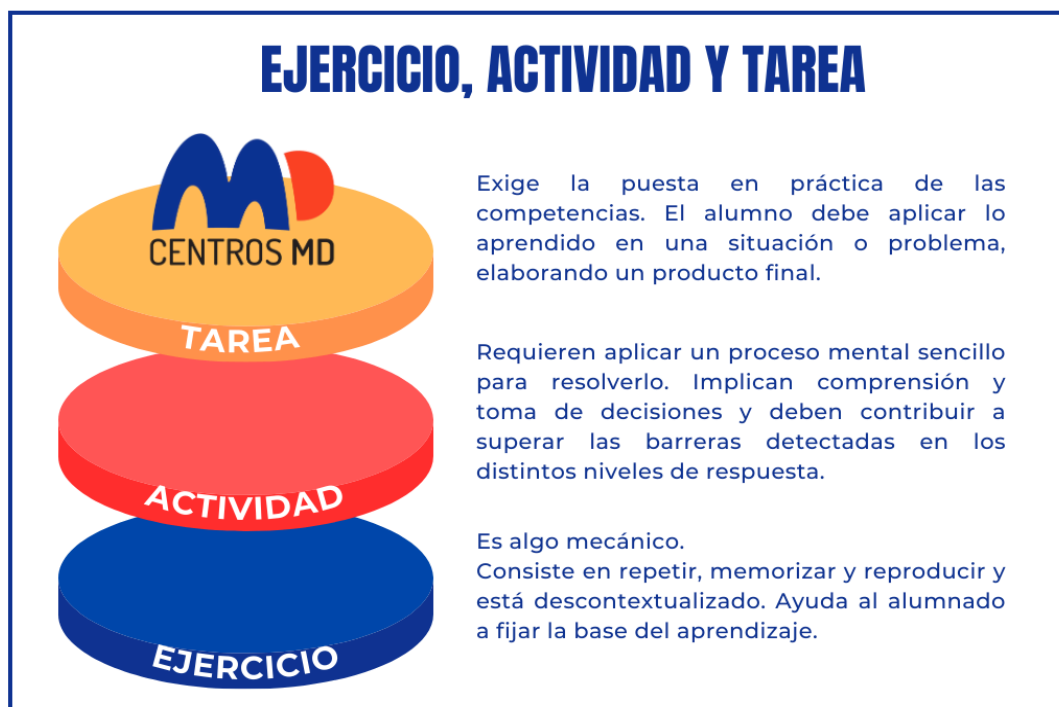 EJERCICIO, ACTIVIDAD Y TAREA
CENTROS MD
TAREA
Exige la puesta en práctica de las
competencias. El alumno debe aplicar lo
aprendido en una situación o problema,
elaborando un producto final.
ACTIVIDAD
Requieren aplicar un proceso mental sencillo
para resolverlo. Implican comprensión y
toma de decisiones y deben contribuir a
superar las barreras detectadas en los
distintos niveles de respuesta.
EJERCICIO
Es algo mecánico.
Consiste en repetir, memorizar y reproducir y
está descontextualizado. Ayuda al alumnado
a fijar la base del aprendizaje.